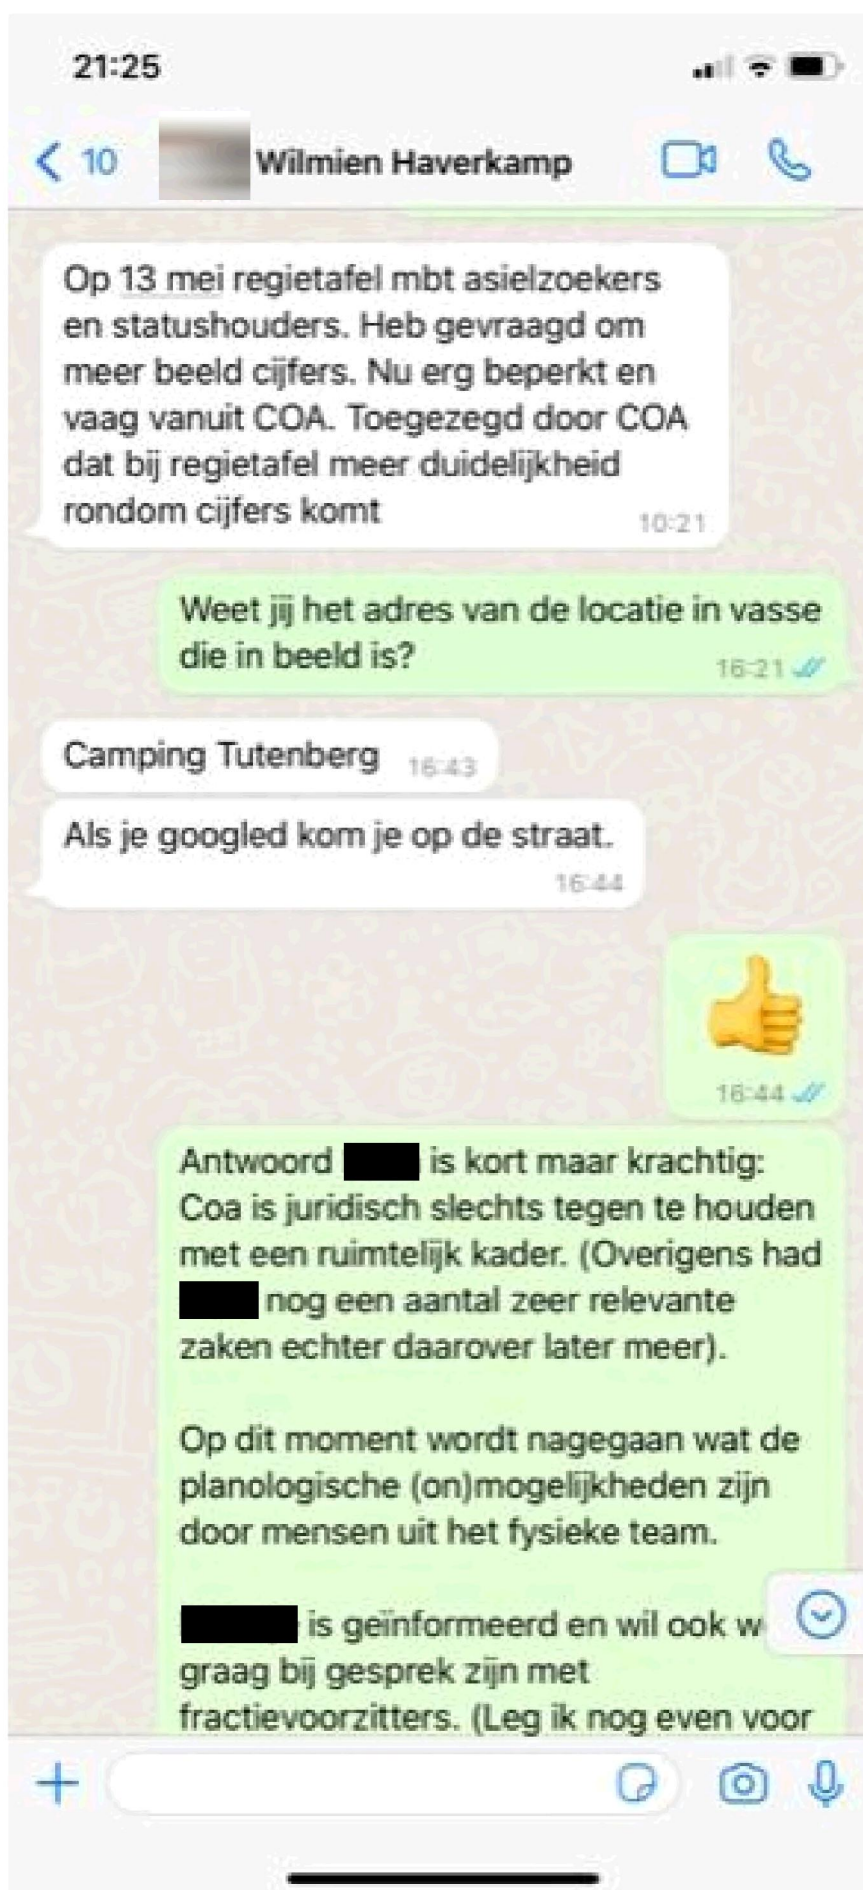 21:25
10 Wilmien Haverkamp
Op 13 mei regietafel mbt asielzoekers
en statushouders. Heb gevraagd om
meer beeld cijfers. Nu erg beperkt en
vaag vanuit COA. Toegezegd door COA
dat bij regietafel meer duidelijkheid
rondom cijfers komt
10:21
Weet jij het adres van de locatie in vasse
die in beeld is?
16:21
Camping Tutenberg 16:43
Als je googled kom je op de straat.
16:44
16:44
Antwoord is kort maar krachtig:
Coa is juridisch slechts tegen te houden
met een ruimtelijk kader. (Overigens had
nog een aantal zeer relevante
zaken echter daarover later meer).
Op dit moment wordt nagegaan wat de
planologische (on)mogelijkheden zijn
door mensen uit het fysieke team.
is geïnformeerd en wil ook w
graag bij gesprek zijn met
fractievoorzitters. (Leg ik nog even voor